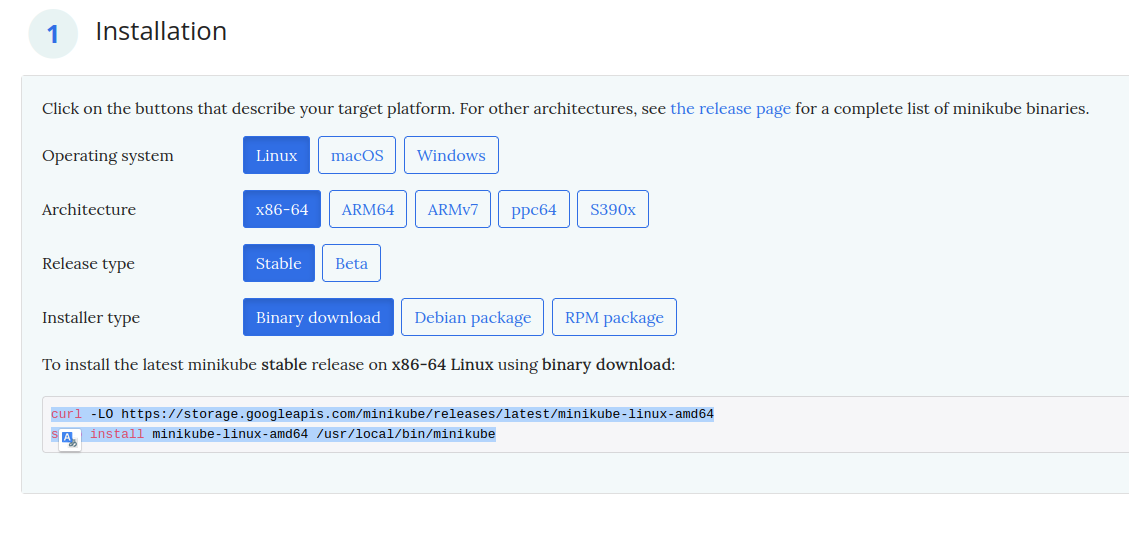 1 Installation
Click on the buttons that describe your target platform. For other architectures, see the release page for a complete list of minikube binaries.
Operating system Linux macOS Windows
Architecture x86-64 ARM64 ARMv7 ppc64 S390x
Release type Stable Beta
Installer type Binary download Debian package RPM package
To install the latest minikube stable release on x86-64 Linux using binary download:
curl -LO https://storage.googleapis.com/minikube/releases/latest/minikube-linux-amd64
install minikube-linux-amd64 /usr/local/bin/minikube